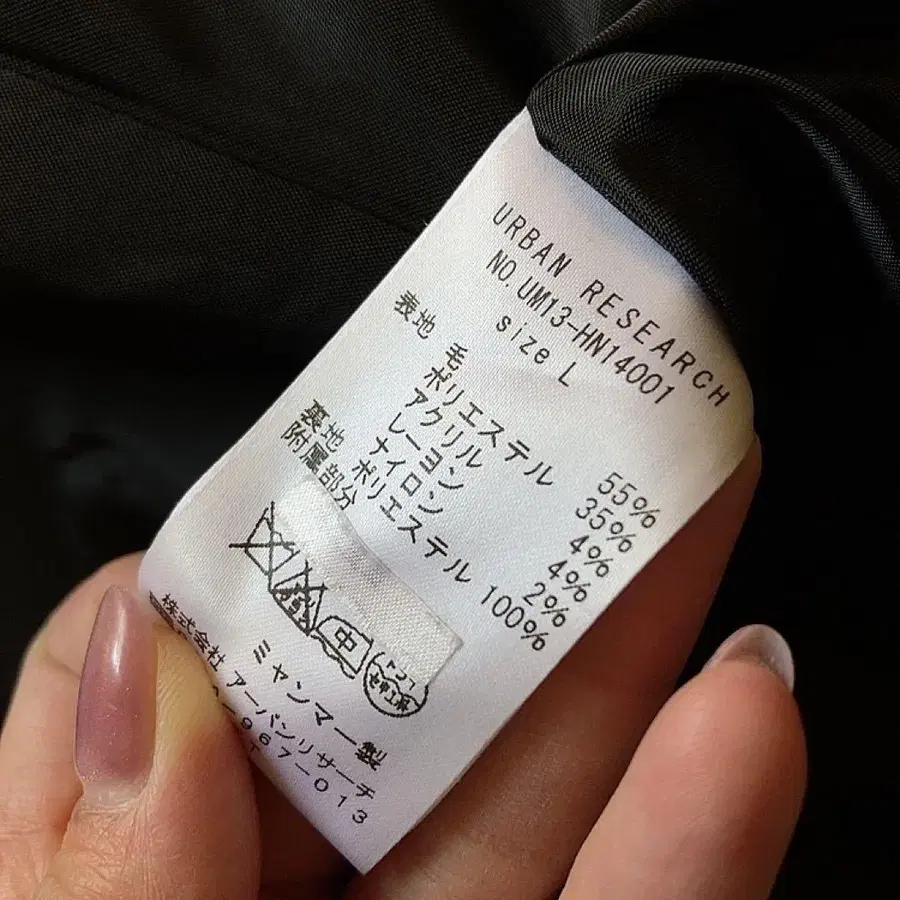 URBAN RESEARCH
NO.UM13-HN14001
size L
表地 毛 55%
ポリエステル 35%
アクリル 4%
レーヨン 4%
ナイロン 2%
裏地 ポリエステル 100%
附属部分
中
ミャンマー製
株式会社 アーバンリサーチ
967-013